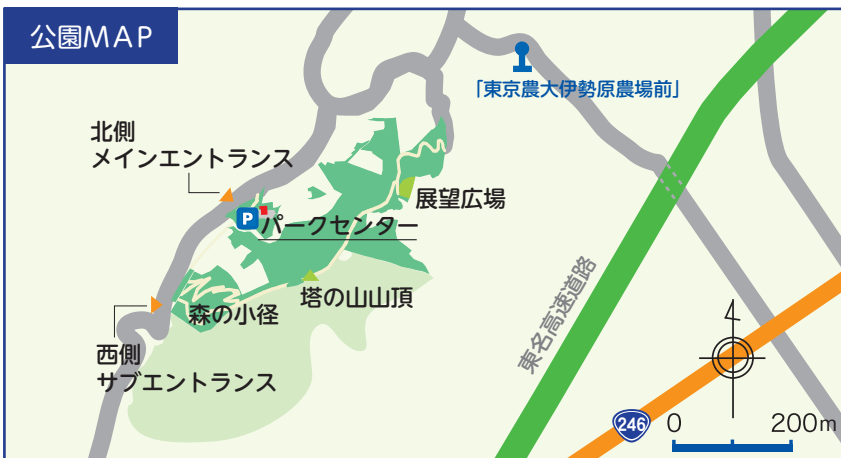 公園MAP
「東京農大伊勢原農場前」
北側
メインエントランス
展望広場
P
パークセンター
塔の山山頂
森の小径
西側
サブエントランス
東名高速道路
4
246
0 200m